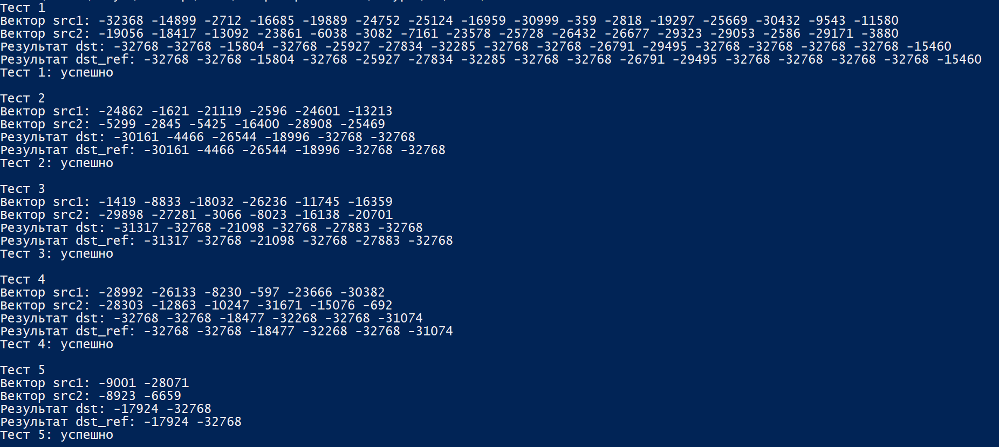 Тест 1
Вектор src1: -32368 -14899 -2712 -16685 -19889 -24752 -25124 -16959 -30999 -359 -2818 -19297 -25669 -30432 -9543 -11580
Вектор src2: -19056 -18417 -13092 -23861 -6038 -3082 -7161 -23578 -25728 -26432 -26677 -29323 -29053 -2586 -29171 -3880
Результат dst: -32768 -32768 -15804 -32768 -25927 -27834 -32285 -32768 -32768 -26791 -29495 -32768 -32768 -32768 -32768 -15460
Результат dst_ref: -32768 -32768 -15804 -32768 -25927 -27834 -32285 -32768 -32768 -26791 -29495 -32768 -32768 -32768 -32768 -15460
Тест 1: успешно
Тест 2
Вектор src1: -24862 -1621 -21119 -2596 -24601 -13213
Вектор src2: -5299 -2845 -5425 -16400 -28908 -25469
Результат dst: -30161 -4466 -26544 -18996 -32768 -32768
Результат dst_ref: -30161 -4466 -26544 -18996 -32768 -32768
Тест 2: успешно
Тест 3
Вектор src1: -1419 -8833 -18032 -26236 -11745 -16359
Вектор src2: -29898 -27281 -3066 -8023 -16138 -20701
Результат dst: -31317 -32768 -21098 -32768 -27883 -32768
Результат dst_ref: -31317 -32768 -21098 -32768 -27883 -32768
Тест 3: успешно
Тест 4
Вектор src1: -28992 -26133 -8230 -597 -23666 -30382
Вектор src2: -28303 -12863 -10247 -31671 -15076 -692
Результат dst: -32768 -32768 -18477 -32268 -32768 -31074
Результат dst_ref: -32768 -32768 -18477 -32268 -32768 -31074
Тест 4: успешно
Тест 5
Вектор src1: -9001 -28071
Вектор src2: -8923 -6659
Результат dst: -17924 -32768
Результат dst_ref: -17924 -32768
Тест 5: успешно